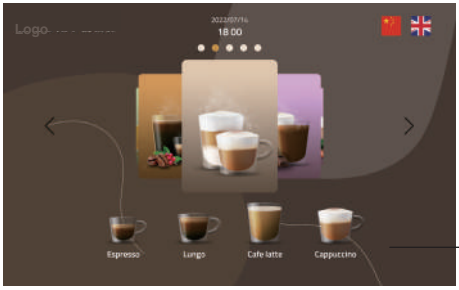 Logo
2022/07/14
18 00
Espresso
Lungo
Cafe latte
Cappuccino